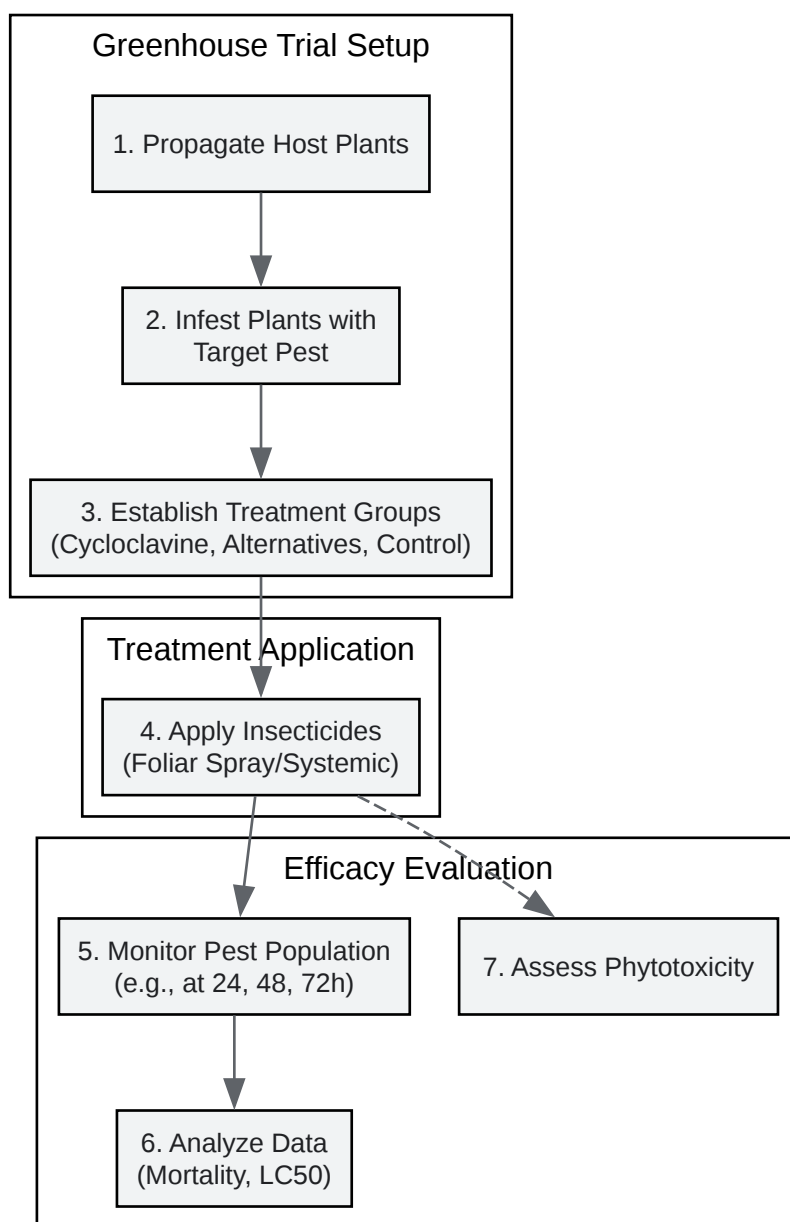 Greenhouse Trial Setup
1. Propagate Host Plants
2. Infest Plants with
Target Pest
3. Establish Treatment Groups
(Cycloclavine, Alternatives, Control)
Treatment Application
4. Apply Insecticides
(Foliar Spray/Systemic)
Efficacy Evaluation
5. Monitor Pest Population
(e.g., at 24, 48, 72h)
7. Assess Phytotoxicity
6. Analyze Data
(Mortality, LC50)